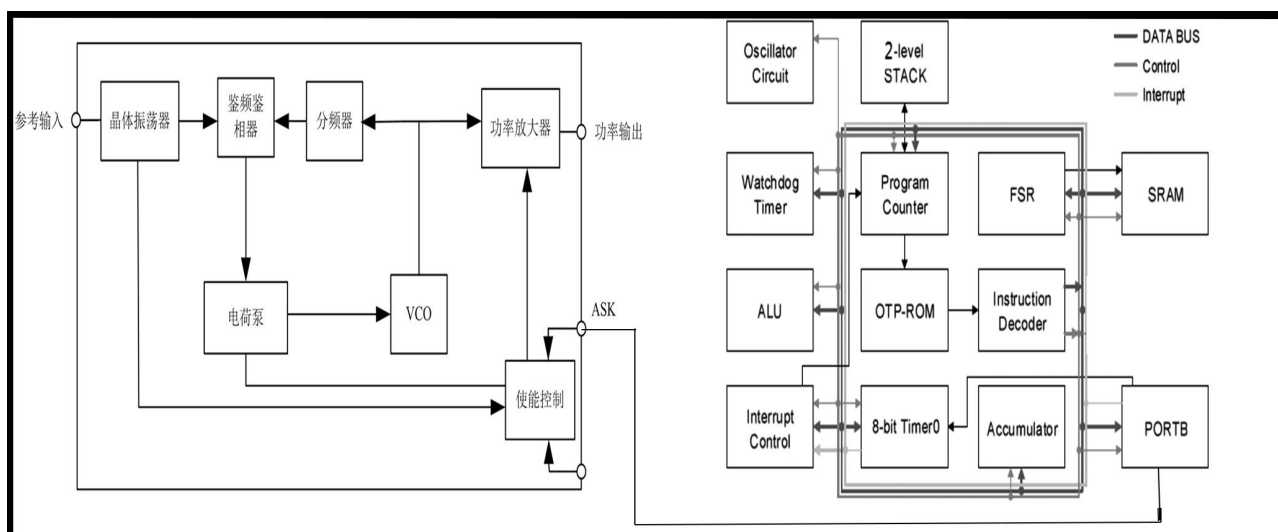 参考输入
晶体振荡器
鉴频鉴
相器
分频器
功率放大器
功率输出
电荷泵
VCO
ASK
使能控制
Oscillator
Circuit
2-level
STACK
DATA BUS
Control
Interrupt
Watchdog
Timer
Program
Counter
FSR
SRAM
ALU
OTP-ROM
Instruction
Decoder
Interrupt
Control
8-bit Timer0
Accumulator
PORTB